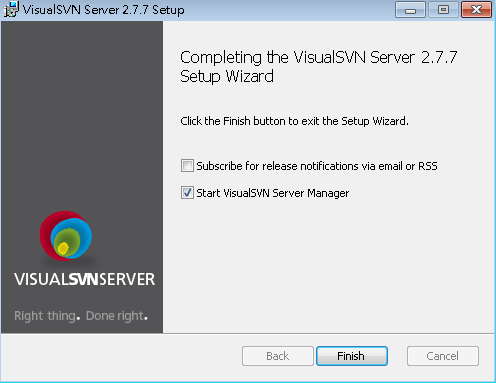 VisualSVN Server 2.7.7 Setup
Completing the VisualSVN Server 2.7.7
Setup Wizard
Click the Finish button to exit the Setup Wizard.
Subscribe for release notifications via email or RSS
Start VisualSVN Server Manager
VISUALSVNSERVER
Right thing. Done right.
Back
Finish
Cancel